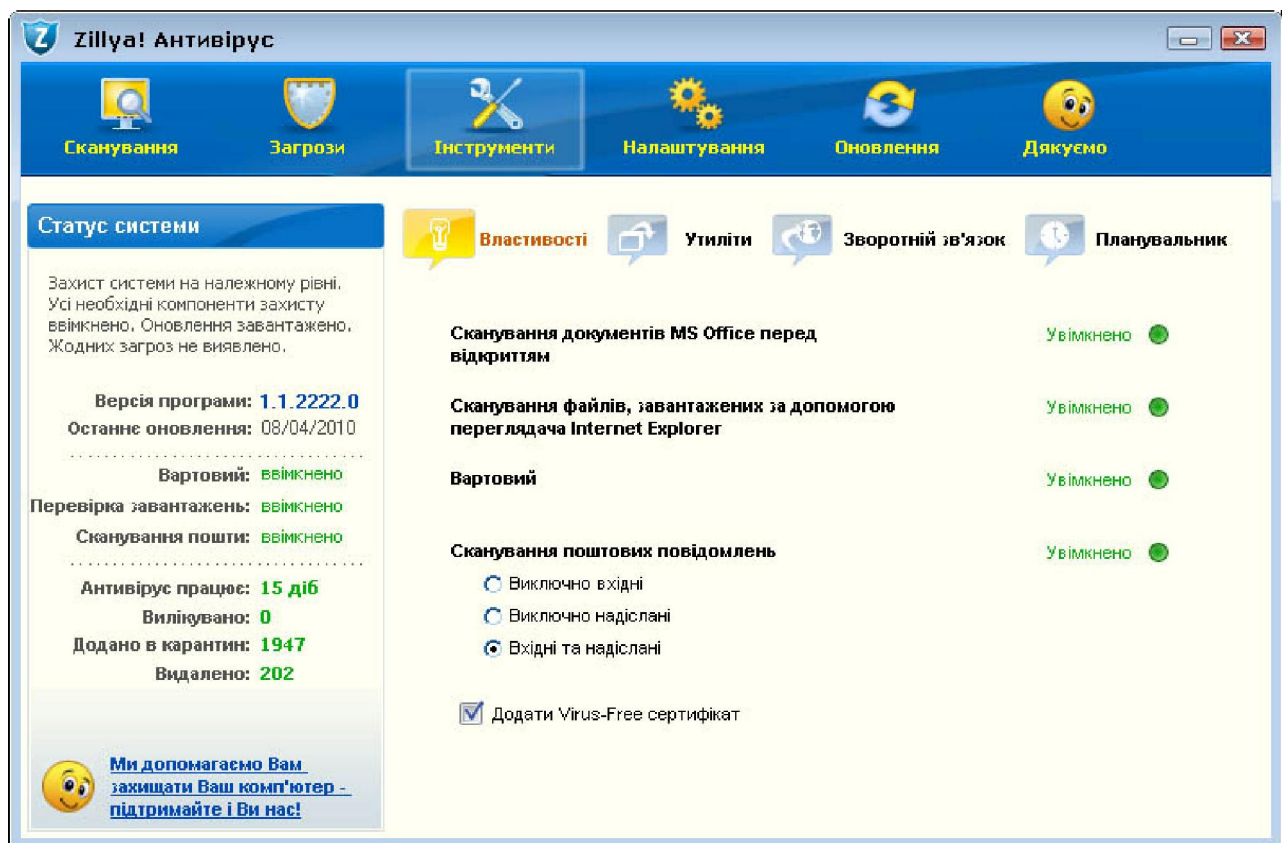 Zillya! Антивірус
Сканування
Загрози
Інструменти
Налаштування
Оновлення
Дякуємо
Статус системи
Захист системи на належному рівні.
Усі необхідні компоненти захисту
ввімкнено. Оновлення завантажено.
Жодних загроз не виявлено.
Версія програми: 1.1.2222.0
Останнє оновлення: 08/04/2010
Вартовий: ввімкнено
Перевірка завантажень: ввімкнено
Сканування пошти: ввімкнено
Антивірус працює: 15 діб
Вилікувано: 0
Додано в карантин: 1947
Видалено: 202
Ми допомагаємо Вам
захищати Ваш комп'ютер -
підтримайте і Ви нас!
Властивості
Утиліти
Зворотній зв'язок
Планувальник
Сканування документів MS Office перед
відкриттям
Увімкнено
Сканування файлів, завантажених за допомогою
переглядача Internet Explorer
Увімкнено
Вартовий
Увімкнено
Сканування поштових повідомлень
Увімкнено
Виключно вхідні
Виключно надіслані
Вхідні та надіслані
Додати Virus-Free сертифікат